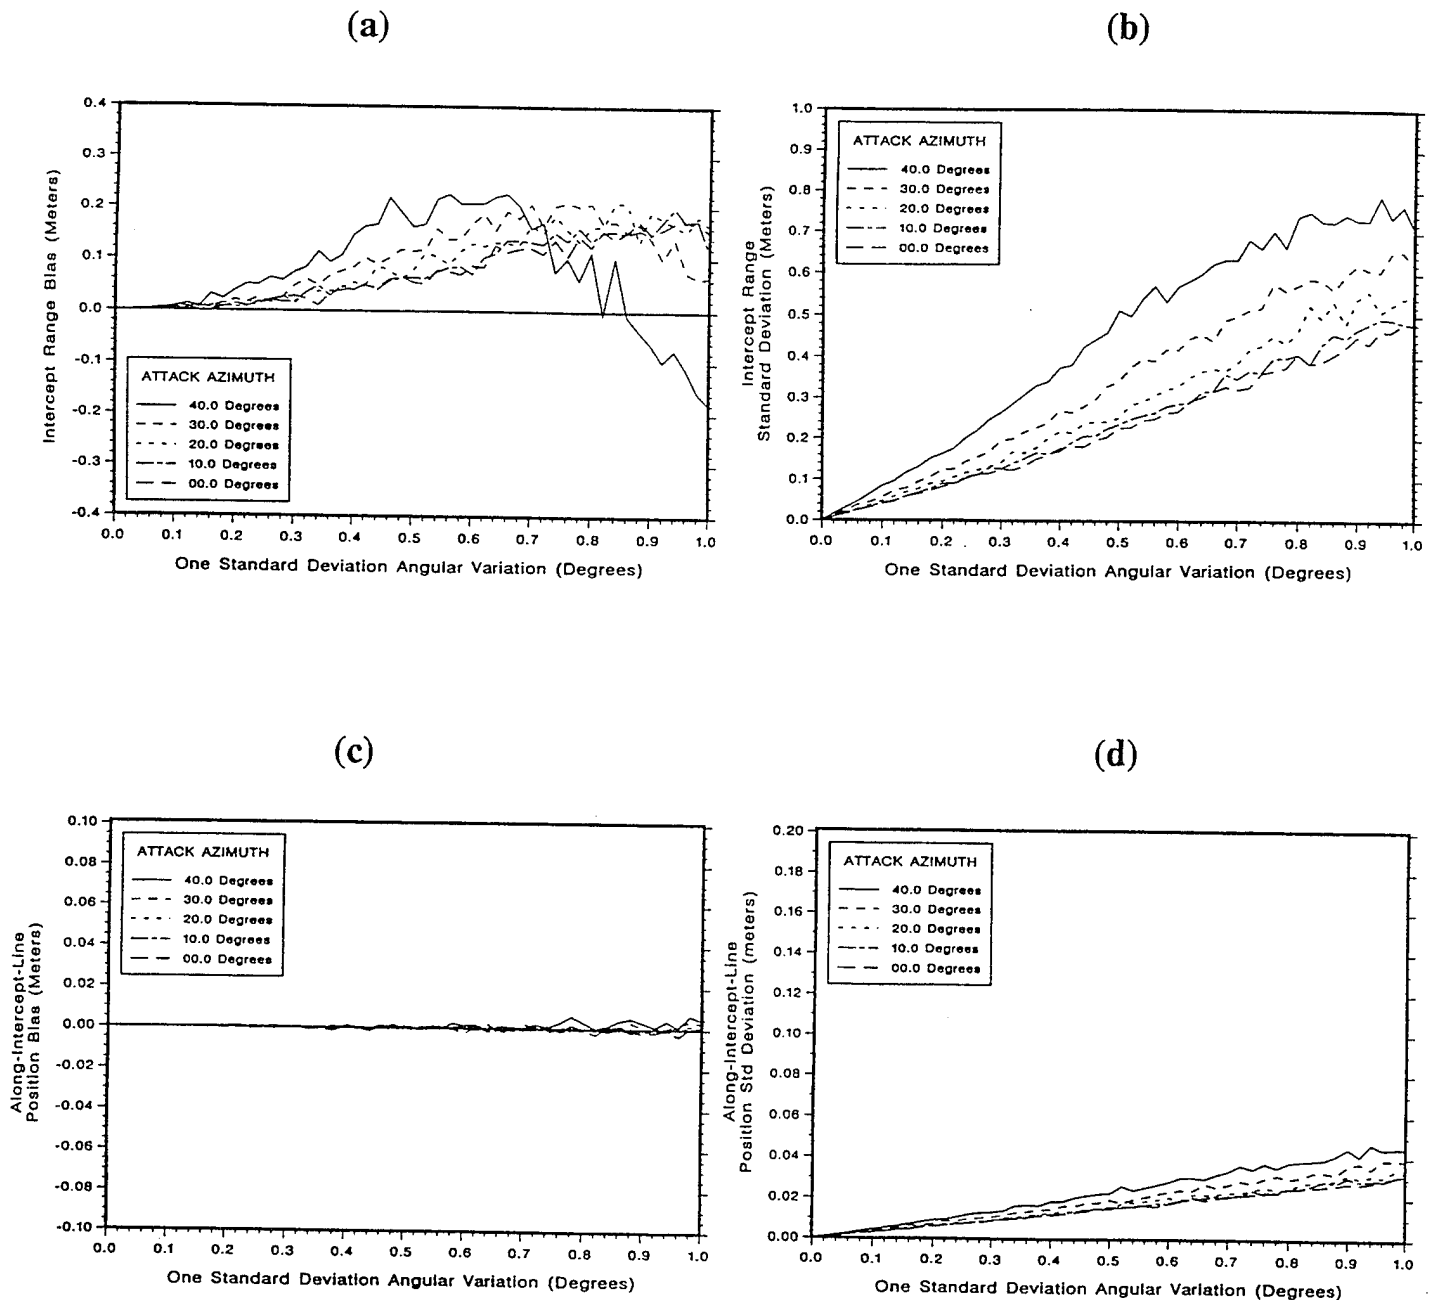 (a)
0.4
0.3
0.2
0.1
0.0
-0.1
-0.2
-0.3
-0.4
Intercept Range Bias (Meters)
ATTACK AZIMUTH
40.0 Degrees
30.0 Degrees
20.0 Degrees
10.0 Degrees
00.0 Degrees
0.0 0.1 0.2 0.3 0.4 0.5 0.6 0.7 0.8 0.9 1.0
One Standard Deviation Angular Variation (Degrees)
(b)
1.0
0.9
0.8
0.7
0.6
0.5
0.4
0.3
0.2
0.1
0.0
Intercept Range
Standard Deviation (Meters)
ATTACK AZIMUTH
40.0 Degrees
30.0 Degrees
20.0 Degrees
10.0 Degrees
00.0 Degrees
0.0 0.1 0.2 0.3 0.4 0.5 0.6 0.7 0.8 0.9 1.0
One Standard Deviation Angular Variation (Degrees)
(c)
0.10
0.08
0.06
0.04
0.02
0.00
-0.02
-0.04
-0.06
-0.08
-0.10
Along-Intercept-Line
Position Bias (Meters)
ATTACK AZIMUTH
40.0 Degrees
30.0 Degrees
20.0 Degrees
10.0 Degrees
00.0 Degrees
0.0 0.1 0.2 0.3 0.4 0.5 0.6 0.7 0.8 0.9 1.0
One Standard Deviation Angular Variation (Degrees)
(d)
0.20
0.18
0.16
0.14
0.12
0.10
0.08
0.06
0.04
0.02
0.00
Along-Intercept-Line
Position Std Deviation (meters)
ATTACK AZIMUTH
40.0 Degrees
30.0 Degrees
20.0 Degrees
10.0 Degrees
00.0 Degrees
0.0 0.1 0.2 0.3 0.4 0.5 0.6 0.7 0.8 0.9 1.0
One Standard Deviation Angular Variation (Degrees)